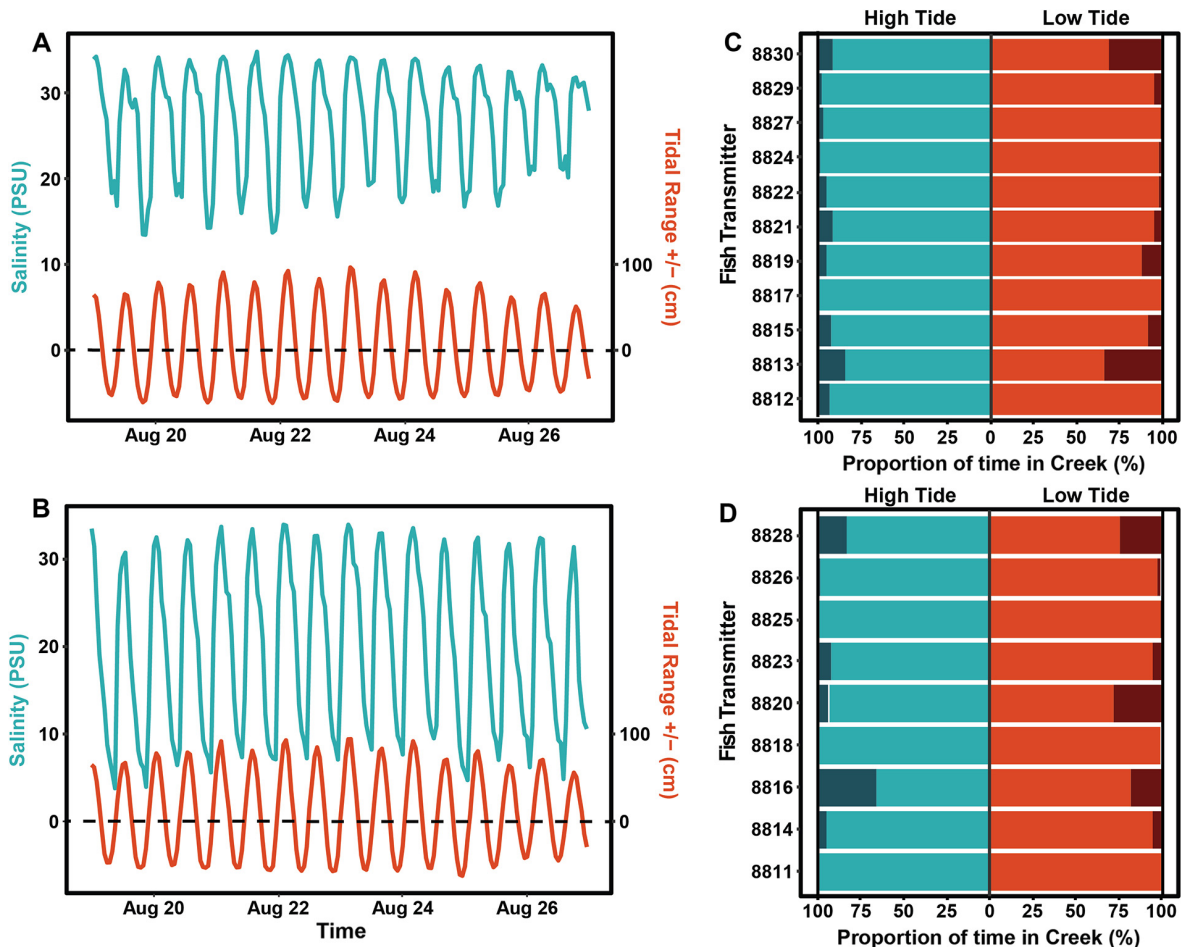 A
30
20
10
0
Salinity (PSU)
100
0
Tidal Range +/− (cm)
Aug 20
Aug 22
Aug 24
Aug 26
C
High Tide
Low Tide
Fish Transmitter
8830
8829
8827
8824
8822
8821
8819
8817
8815
8813
8812
100 75 50 25 0 25 50 75 100
Proportion of time in Creek (%)
B
30
20
10
0
Salinity (PSU)
100
0
Tidal Range +/− (cm)
Aug 20
Aug 22
Aug 24
Aug 26
Time
D
High Tide
Low Tide
Fish Transmitter
8828
8826
8825
8823
8820
8818
8816
8814
8811
100 75 50 25 0 25 50 75 100
Proportion of time in Creek (%)